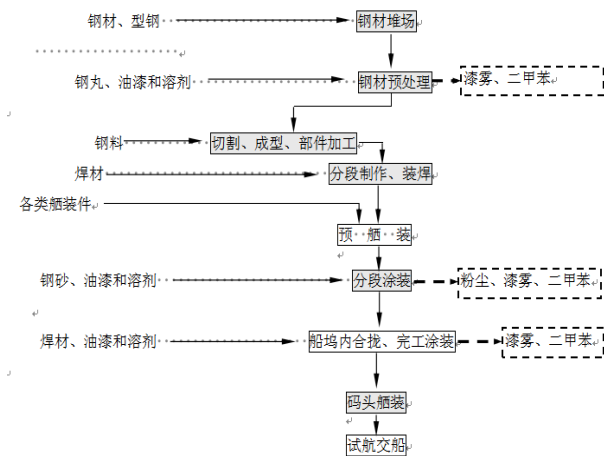 钢材、型钢 钢材堆场
钢丸、油漆和溶剂 钢材预处理 漆雾、二甲苯
钢料 切割、成型、部件加工
焊材 分段制作、装焊
各类舾装件
预 舾 装
钢砂、油漆和溶剂 分段涂装 粉尘、漆雾、二甲苯
焊材、油漆和溶剂 船坞内合拢、完工涂装 漆雾、二甲苯
码头舾装
试航交船